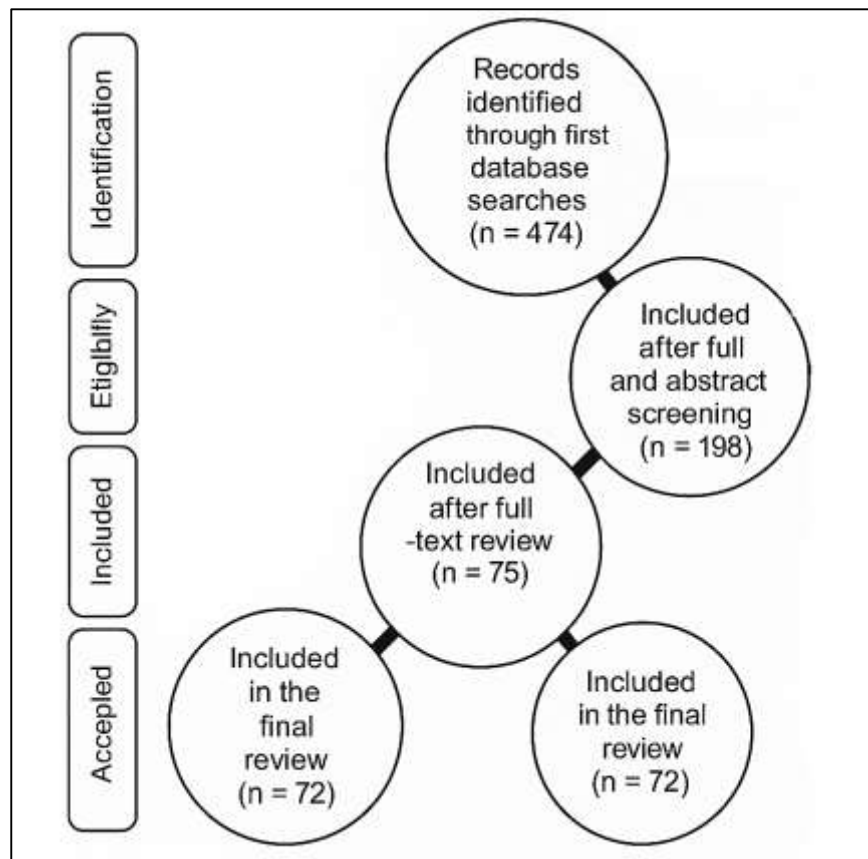 Identification
Records
identified
through first
database
searches
(n = 474)
Etiglblfly
Included
after full
and abstract
screening
(n = 198)
Included
Included
after full
-text review
(n = 75)
Accepled
Included
in the
final
review
(n = 72)
Included
in the final
review
(n = 72)